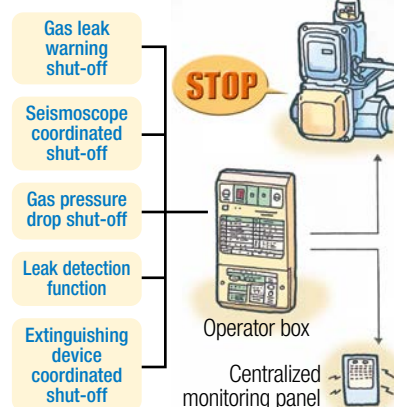 Gas leak
warning
shut-off
STOP
Seismoscope
coordinated
shut-off
Gas pressure
drop shut-off
Leak detection
function
Operator box
Extinguishing
device
coordinated
shut-off
Centralized
monitoring panel